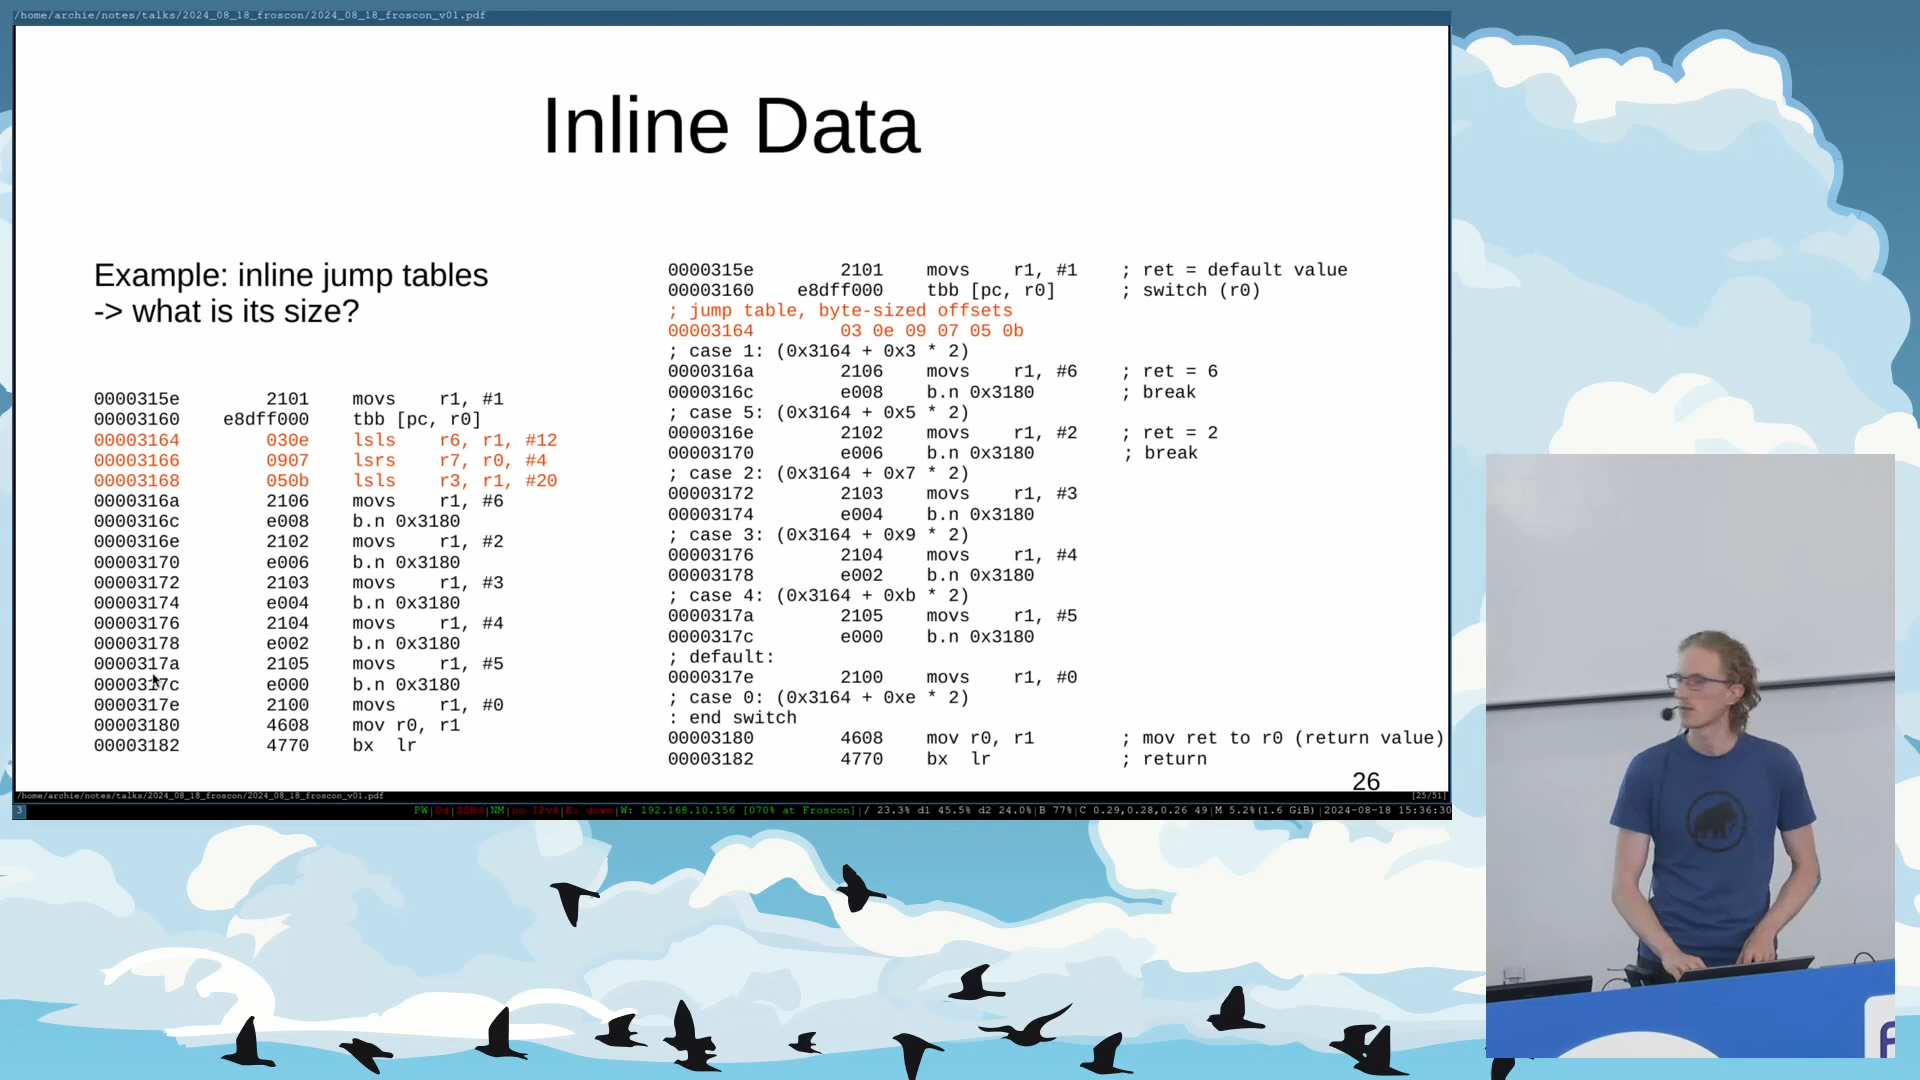 /home/archie/notes/talks/2024_08_18_froscon/2024_08_18_froscon_v01.pdf
Inline Data
Example: inline jump tables
-> what is its size?
0000315e 2101 movs r1, #1
00003160 e8dff000 tbb [pc, r0]
00003164 030e lsls r6, r1, #12
00003166 0907 lsrs r7, r0, #4
00003168 050b lsls r3, r1, #20
0000316a 2106 movs r1, #6
0000316c e008 b.n 0x3180
0000316e 2102 movs r1, #2
00003170 e006 b.n 0x3180
00003172 2103 movs r1, #3
00003174 e004 b.n 0x3180
00003176 2104 movs r1, #4
00003178 e002 b.n 0x3180
0000317a 2105 movs r1, #5
0000317c e000 b.n 0x3180
0000317e 2100 movs r1, #0
00003180 4608 mov r0, r1
00003182 4770 bx lr
0000315e 2101 movs r1, #1 ; ret = default value
00003160 e8dff000 tbb [pc, r0] ; switch (r0)
; jump table, byte-sized offsets
00003164 03 0e 09 07 05 0b
; case 1: (0x3164 + 0x3 * 2)
0000316a 2106 movs r1, #6 ; ret = 6
0000316c e008 b.n 0x3180 ; break
; case 5: (0x3164 + 0x5 * 2)
0000316e 2102 movs r1, #2 ; ret = 2
00003170 e006 b.n 0x3180 ; break
; case 2: (0x3164 + 0x7 * 2)
00003172 2103 movs r1, #3
00003174 e004 b.n 0x3180
; case 3: (0x3164 + 0x9 * 2)
00003176 2104 movs r1, #4
00003178 e002 b.n 0x3180
; case 4: (0x3164 + 0xb * 2)
0000317a 2105 movs r1, #5
0000317c e000 b.n 0x3180
; default:
0000317e 2100 movs r1, #0
; case 0: (0x3164 + 0xe * 2)
: end switch
00003180 4608 mov r0, r1 ; mov ret to r0 (return value)
00003182 4770 bx lr ; return
26
/home/archie/notes/talks/2024_08_18_froscon/2024_08_18_froscon_v01.pdf [25/51]
3 PW| |SSHd|NM|no IPv6|E: down|W: 192.168.10.156 [070% at Froscon]|/ 23.3% d1 45.5% d2 24.0%|B 77%|C 0.29,0.28,0.26 49|M 5.2%(1.6 GiB)|2024-08-18 15:36:30